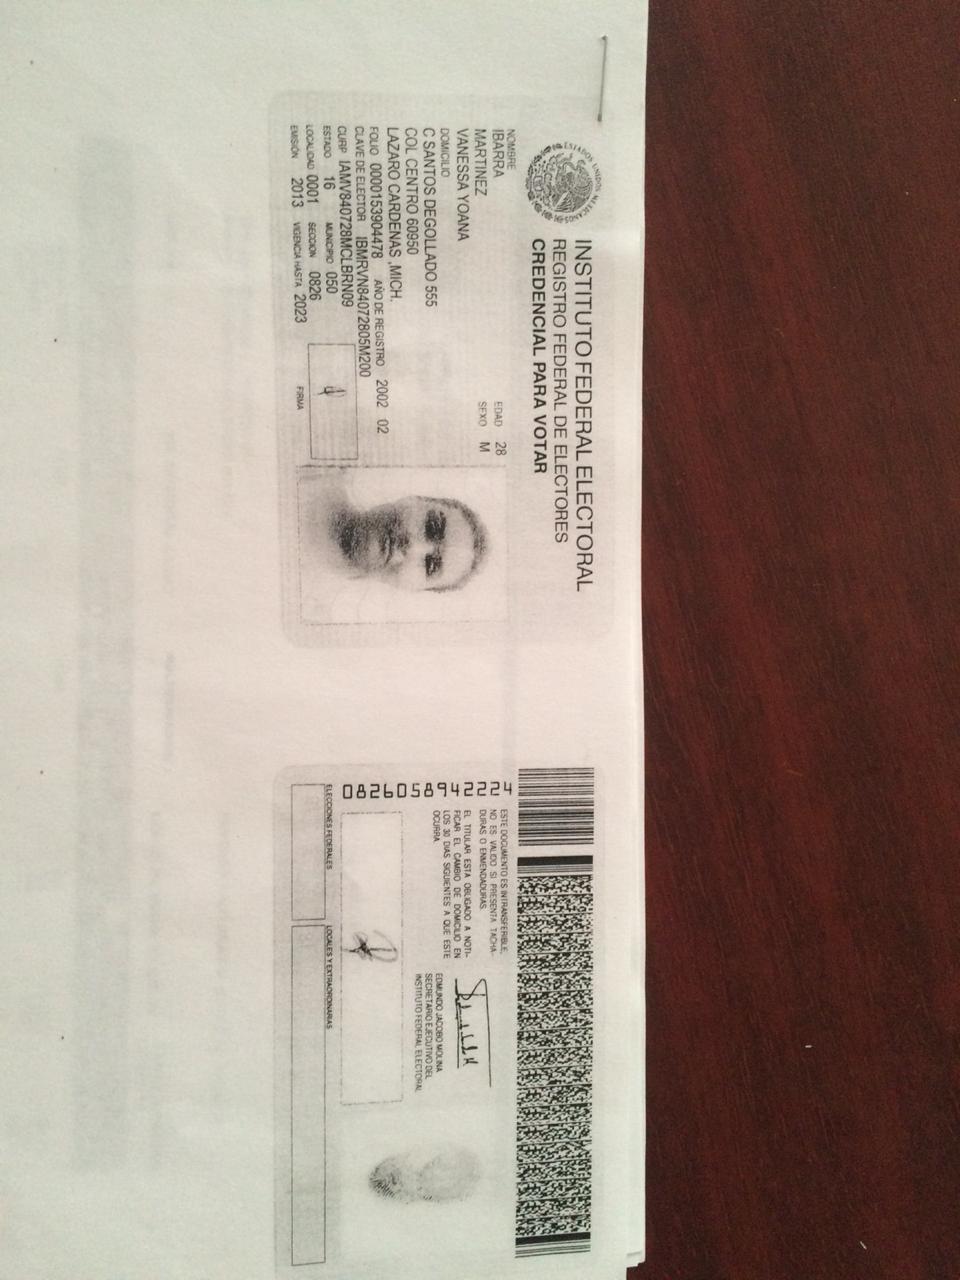 ESTADOS UNIDOS MEXICANOS
INSTITUTO FEDERAL ELECTORAL
REGISTRO FEDERAL DE ELECTORES
CREDENCIAL PARA VOTAR
NOMBRE
IBARRA
MARTINEZ
VANESSA YOANA
EDAD 28
SEXO M
DOMICILIO
C SANTOS DEGOLLADO 555
COL CENTRO 60950
LAZARO CARDENAS ,MICH.
FOLIO 0000153904478 AÑO DE REGISTRO 2002 02
CLAVE DE ELECTOR IBMRVN84072805M200
CURP IAMV840728MCLBRN09
ESTADO 16 MUNICIPIO 050
LOCALIDAD 0001 SECCION 0826
EMISIÓN 2013 VIGENCIA HASTA 2023
FIRMA
ESTE DOCUMENTO ES INTRANSFERIBLE,
NO ES VALIDO SI PRESENTA TACHA-
DURAS O ENMENDADURAS.
EL TITULAR ESTA OBLIGADO A NOTI-
FICAR EL CAMBIO DE DOMICILIO EN
LOS 30 DIAS SIGUIENTES A QUE ESTE
OCURRA.
EDMUNDO JACOBO MOLINA
SECRETARIO EJECUTIVO DEL
INSTITUTO FEDERAL ELECTORAL
ELECCIONES FEDERALES
LOCALES Y EXTRAORDINARIAS